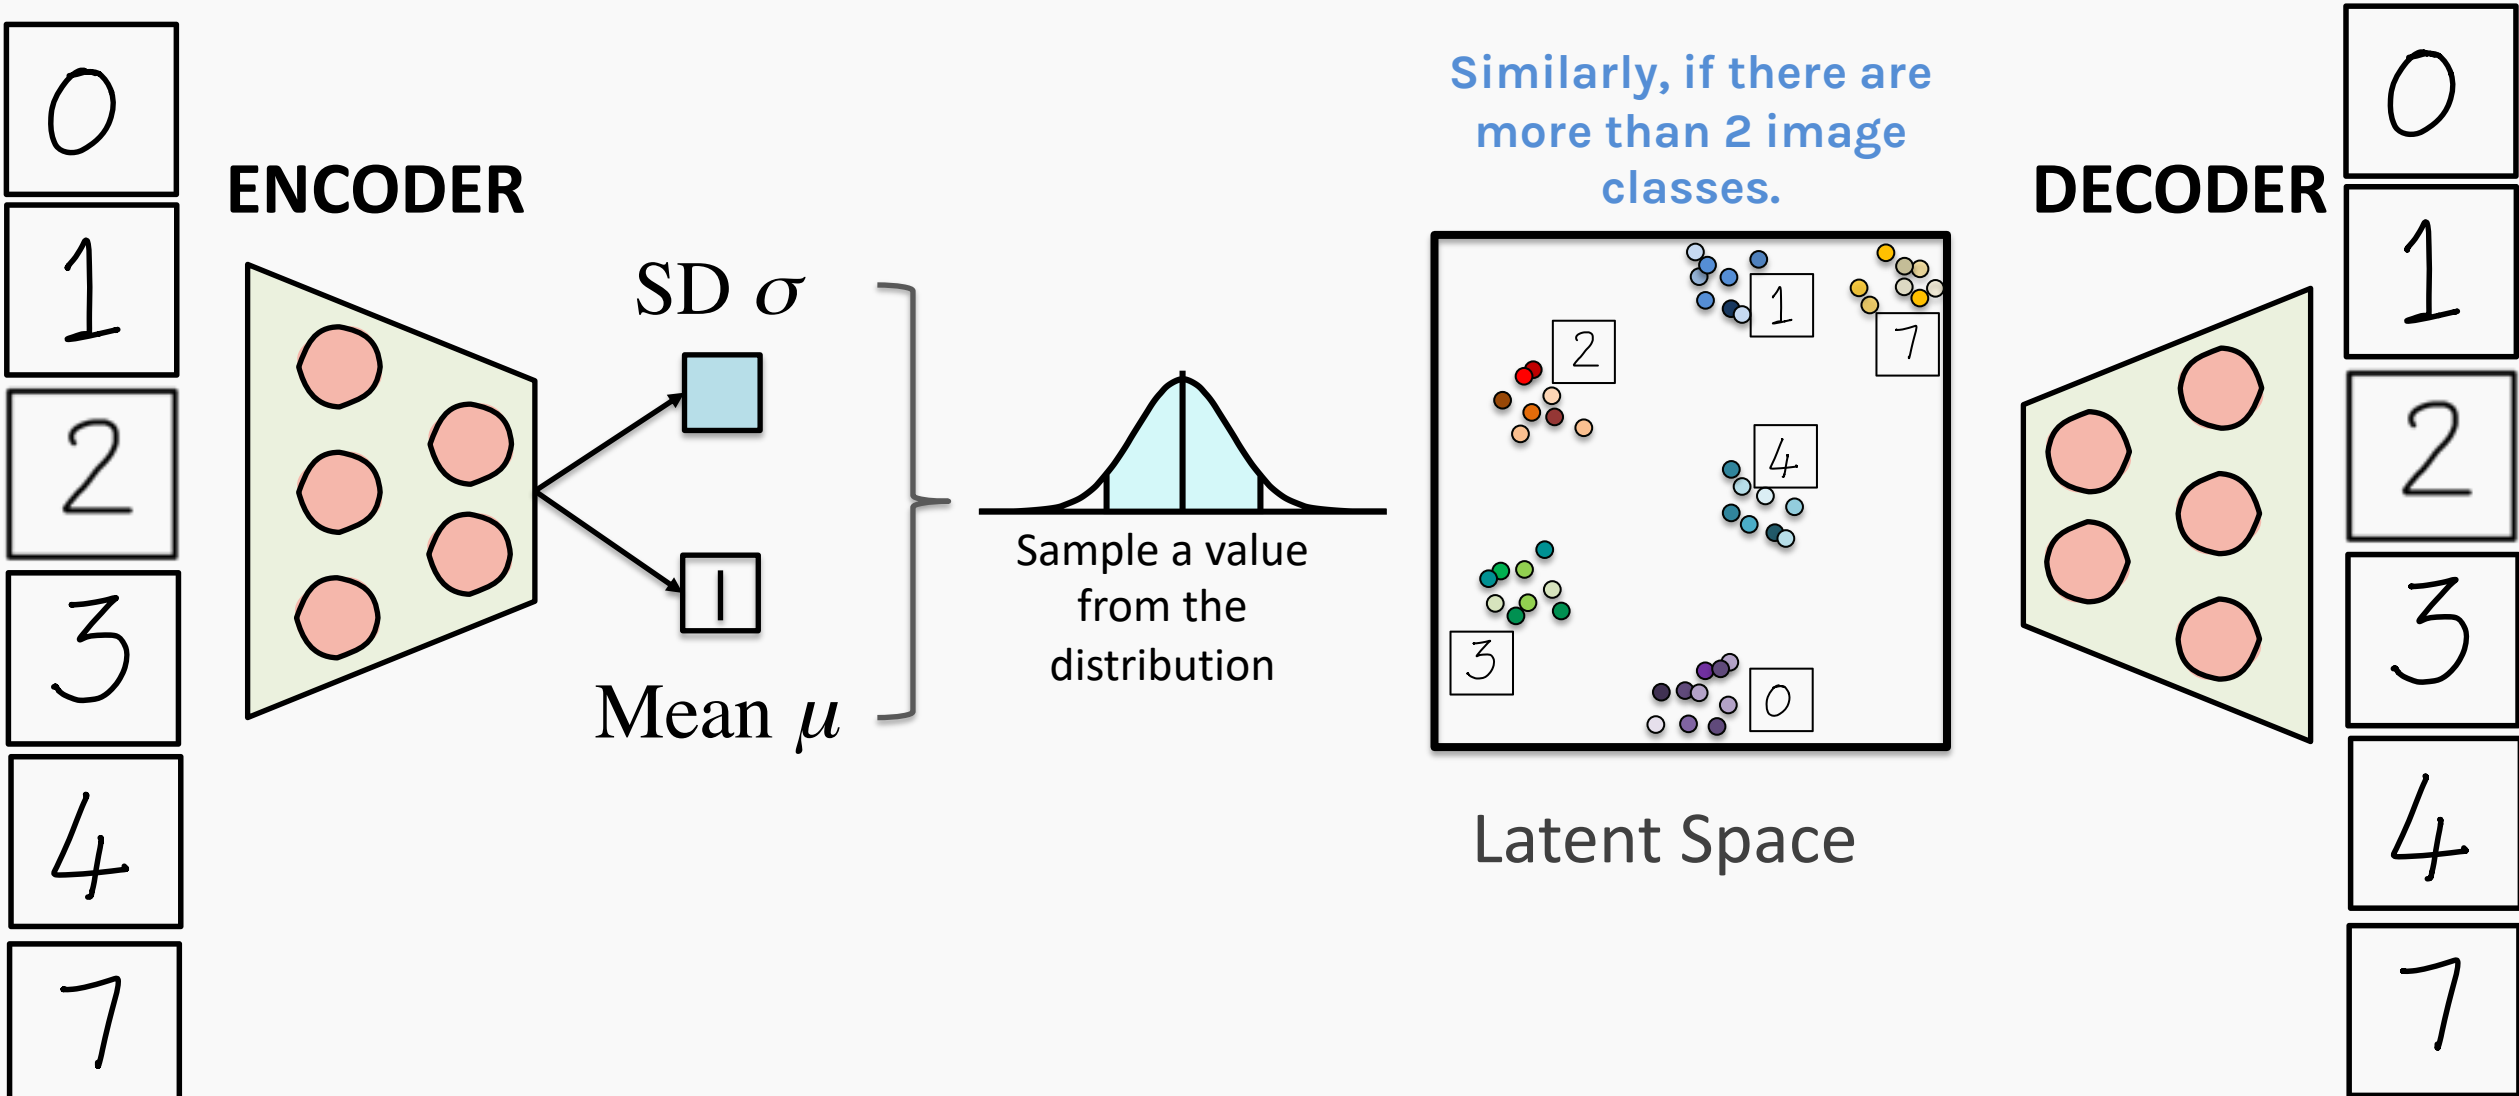 0
1
2
3
4
7
ENCODER
SD σ
Mean μ
Sample a value
from the
distribution
Similarly, if there are
more than 2 image
classes.
1
7
2
4
3
0
Latent Space
DECODER
0
1
2
3
4
7